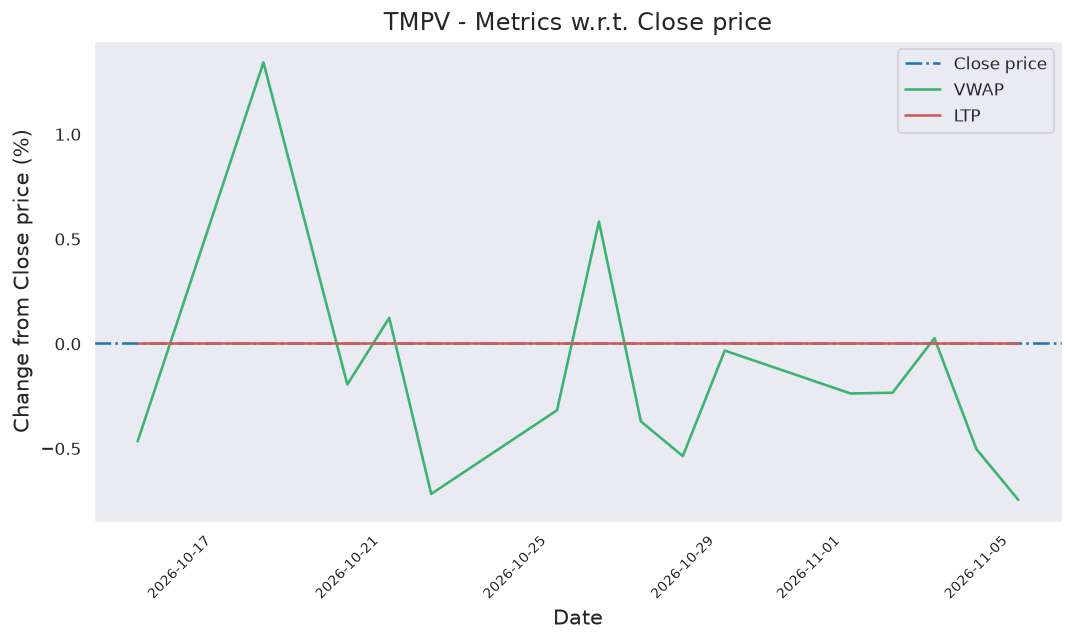 TMPV - Metrics w.r.t. Close price
Close price
VWAP
LTP
Change from Close price (%)
1.0
0.5
0.0
−0.5
2026-10-17
2026-10-21
2026-10-25
2026-10-29
2026-11-01
2026-11-05
Date